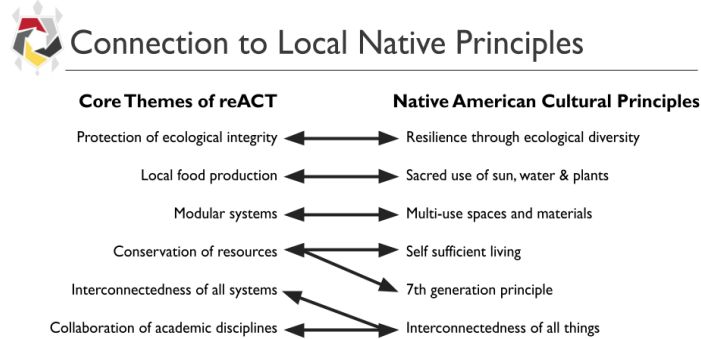 Connection to Local Native Principles
Core Themes of reACT
Native American Cultural Principles
Protection of ecological integrity
Resilience through ecological diversity
Local food production
Sacred use of sun, water & plants
Modular systems
Multi-use spaces and materials
Conservation of resources
Self sufficient living
7th generation principle
Interconnectedness of all systems
Collaboration of academic disciplines
Interconnectedness of all things